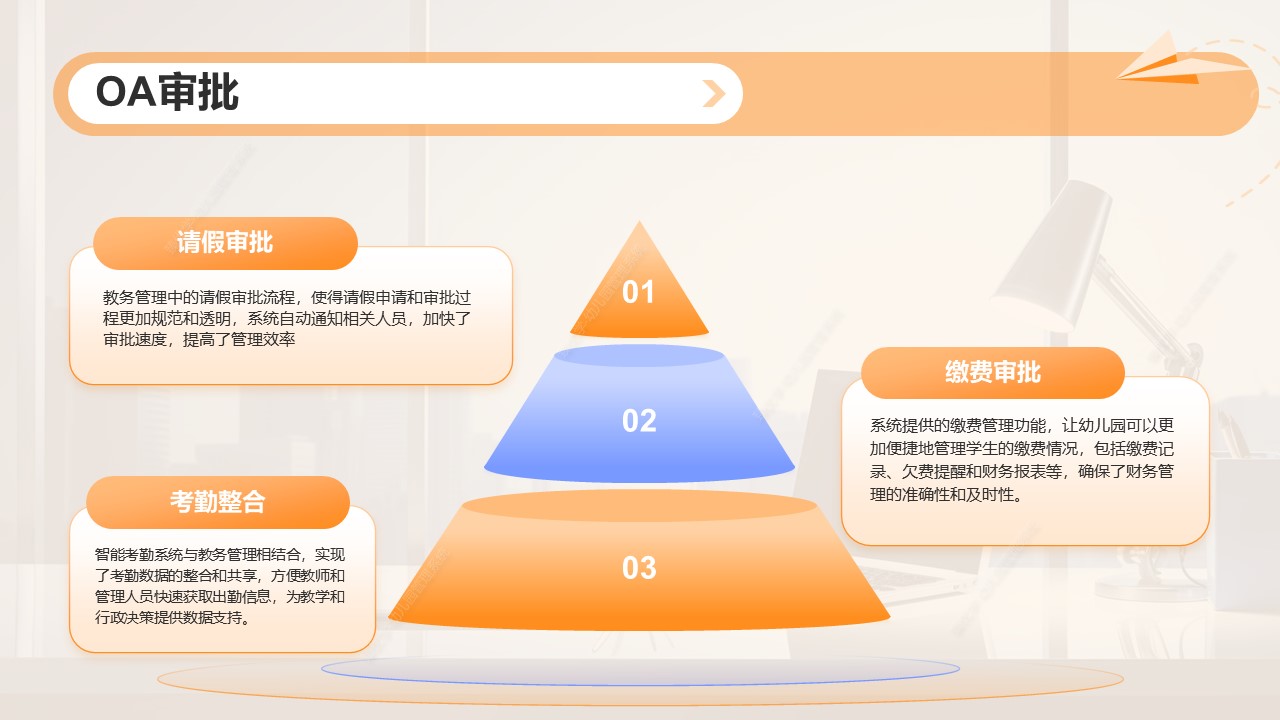 OA审批
请假审批
教务管理中的请假审批流程，使得请假申请和审批过
程更加规范和透明，系统自动通知相关人员，加快了
审批速度，提高了管理效率
01
02
缴费审批
系统提供的缴费管理功能，让幼儿园可以更
加便捷地管理学生的缴费情况，包括缴费记
录、欠费提醒和财务报表等，确保了财务管
理的准确性和及时性。
考勤整合
智能考勤系统与教务管理相结合，实现
了考勤数据的整合和共享，方便教师和
管理人员快速获取出勤信息，为教学和
行政决策提供数据支持。
03